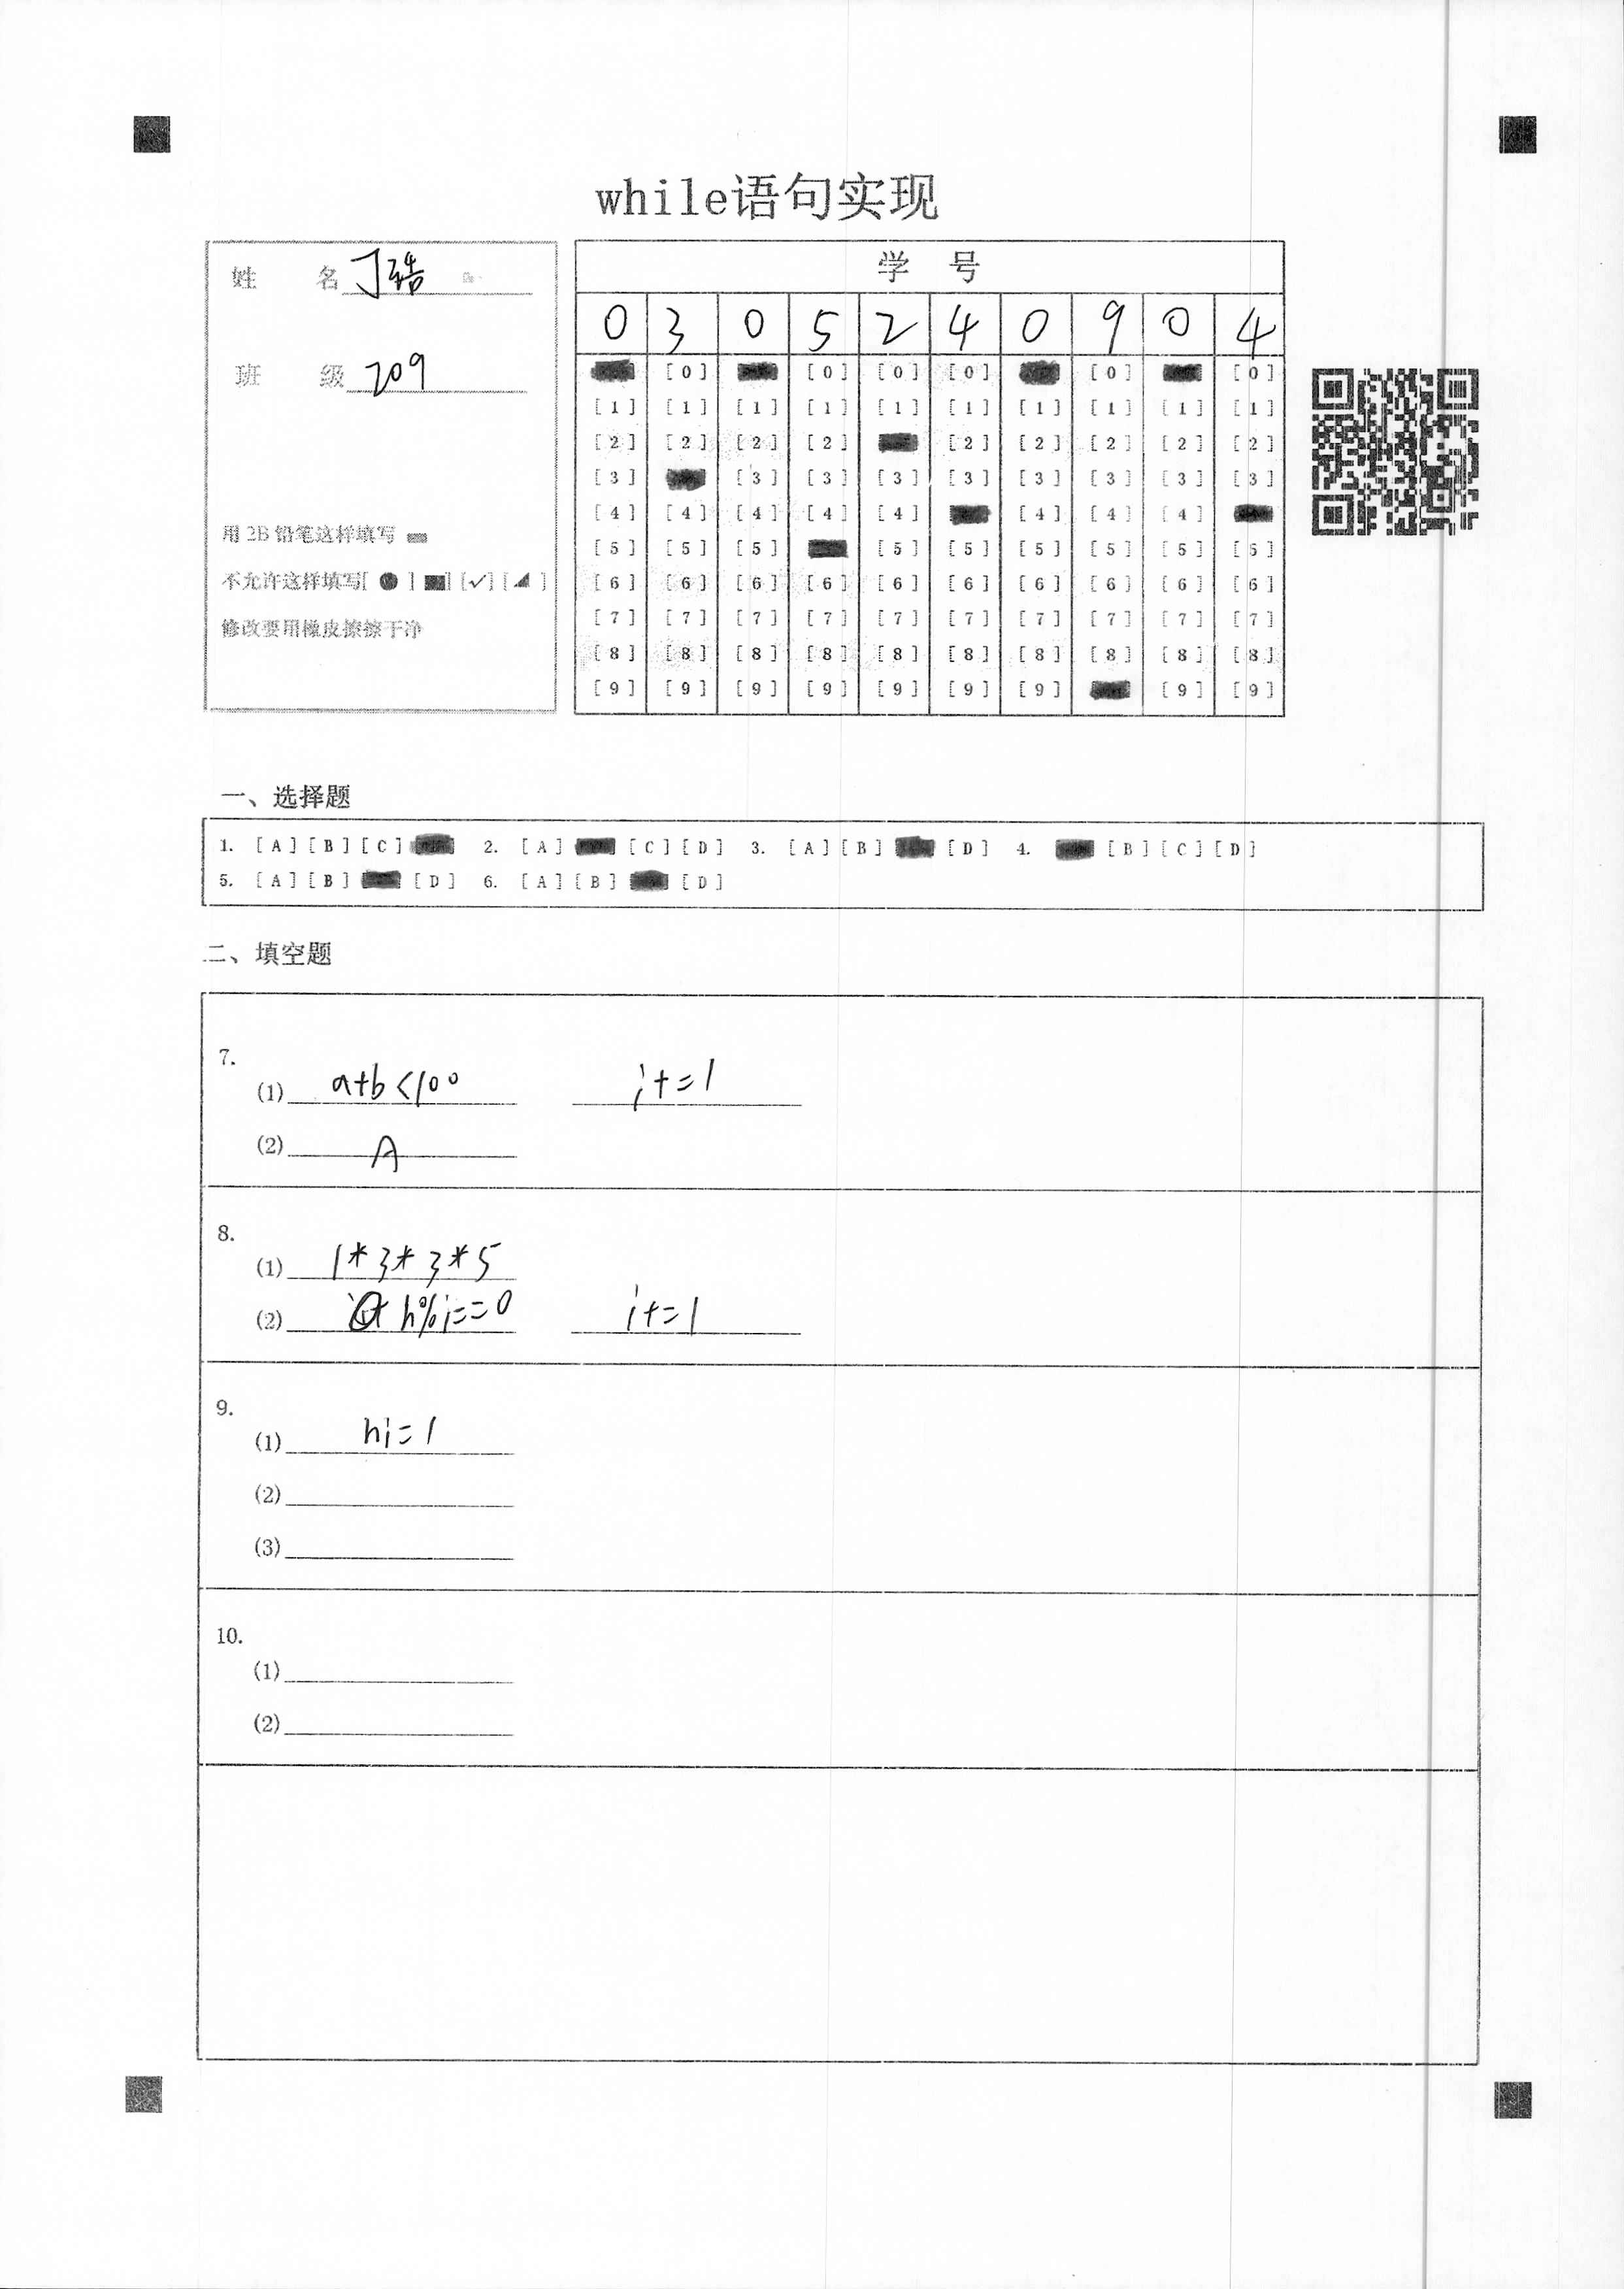 while语句实现
姓 名 丁琀
班 级 209
用 2B 铅笔这样填写
不允许这样填写[ ● ] [■] [✓] [◢ ]
修改要用橡皮擦擦干净
学 号
0 3 0 5 2 4 0 9 0 4
[0] [0] [0] [0] [0] [0]
[1] [1] [1] [1] [1] [1] [1] [1] [1] [1]
[2] [2] [2] [2] [2] [2] [2] [2] [2]
[3] [3] [3] [3] [3] [3] [3] [3] [3]
[4] [4] [4] [4] [4] [4] [4] [4]
[5] [5] [5] [5] [5] [5] [5] [5] [5]
[6] [6] [6] [6] [6] [6] [6] [6] [6] [6]
[7] [7] [7] [7] [7] [7] [7] [7] [7] [7]
[8] [8] [8] [8] [8] [8] [8] [8] [8] [8]
[9] [9] [9] [9] [9] [9] [9] [9] [9]
一、选择题
1. [A] [B] [C] 2. [A] [C] [D] 3. [A] [B] [D] 4. [B] [C] [D]
5. [A] [B] [D] 6. [A] [B] [D]
二、填空题
7.
(1) a+b<100 i+=1
(2) A
8.
(1) 1*3*3*5
(2) n%i==0 i+=1
9.
(1) ni=1
(2)
(3)
10.
(1)
(2)